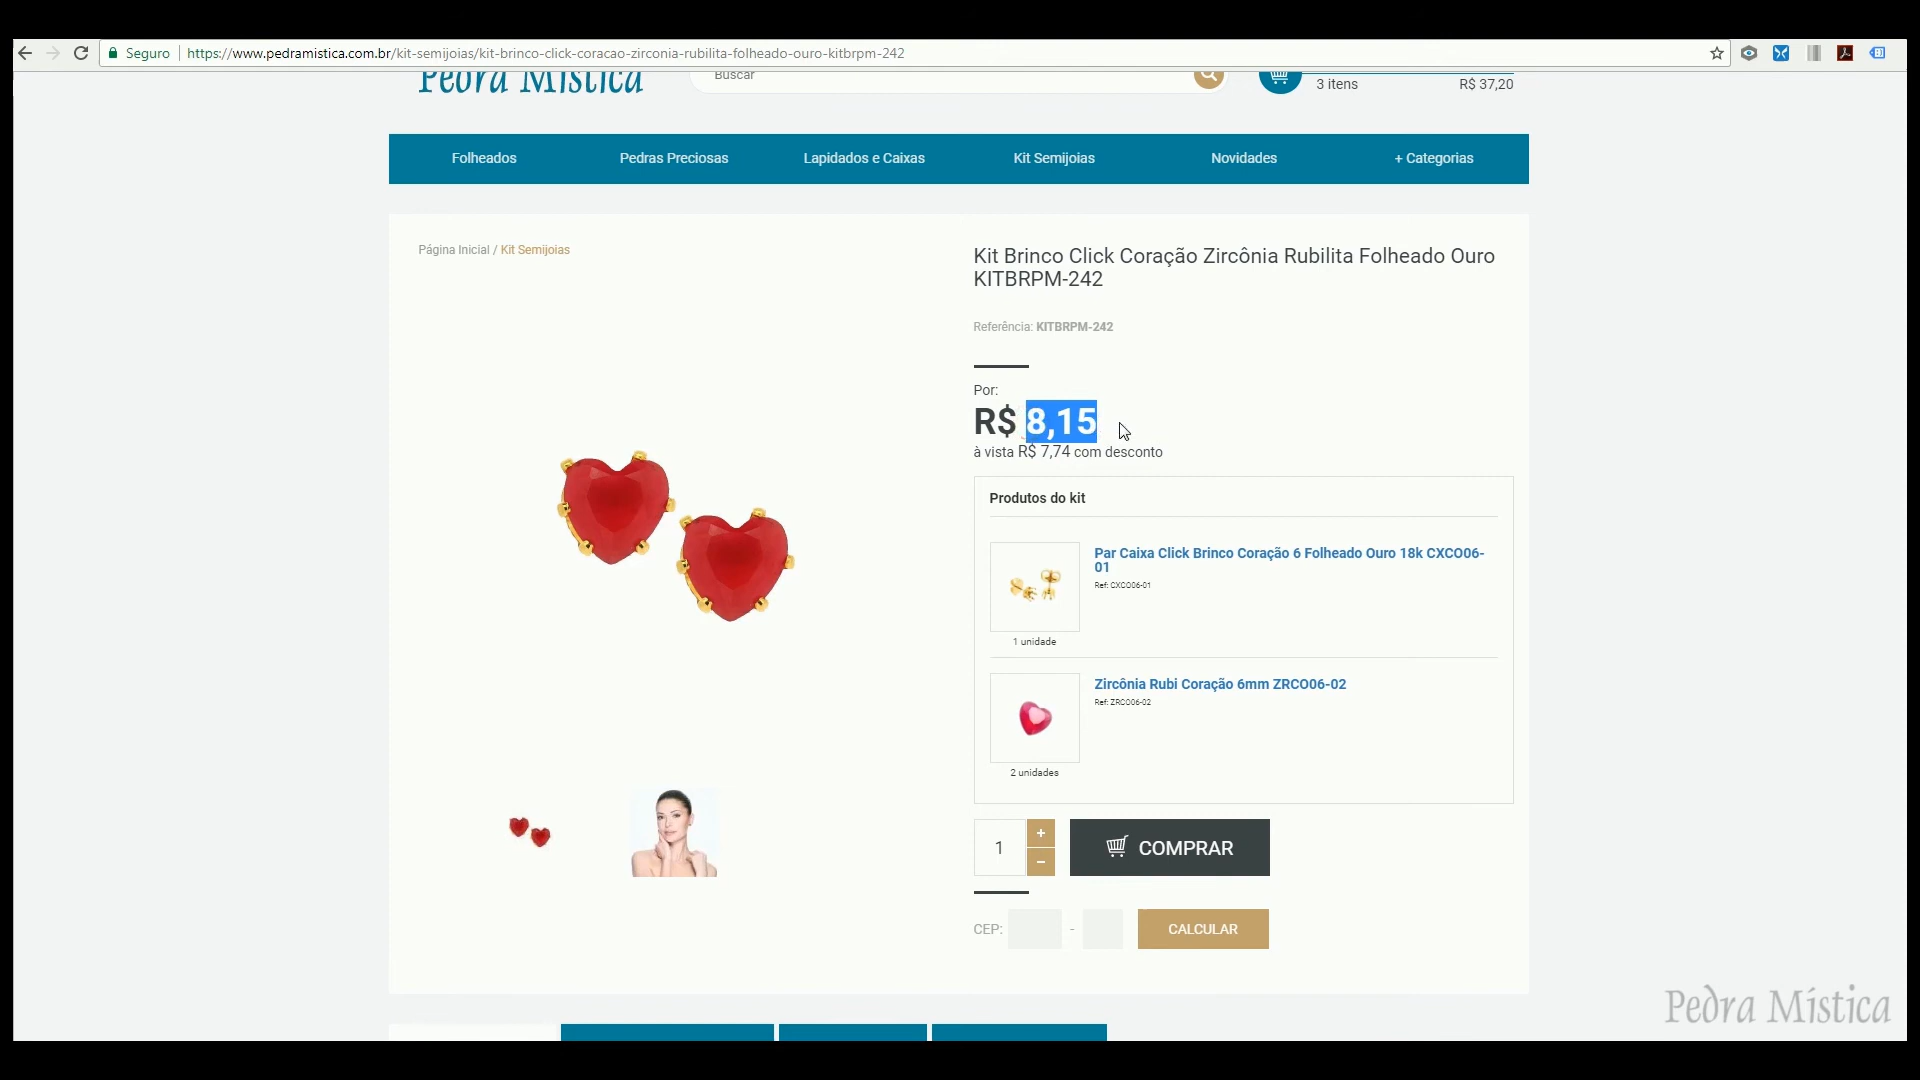 Seguro
https://www.pedramistica.com.br/kit-semijoias/kit-brinco-click-coracao-zirconia-rubilita-folheado-ouro-kitbrpm-242
Pedra Mística
Buscar
3 itens
R$ 37,20
Folheados
Pedras Preciosas
Lapidados e Caixas
Kit Semijoias
Novidades
+ Categorias
Página Inicial / Kit Semijoias
Kit Brinco Click Coração Zircônia Rubilita Folheado Ouro
KITBRPM-242
Referência: KITBRPM-242
Por:
R$ 8,15
à vista R$ 7,74 com desconto
Produtos do kit
Par Caixa Click Brinco Coração 6 Folheado Ouro 18k CXCO06-
01
Ref: CXCO06-01
1 unidade
Zircônia Rubi Coração 6mm ZRCO06-02
Ref: ZRCO06-02
2 unidades
1
+
−
COMPRAR
CEP:
-
CALCULAR
Pedra Mística